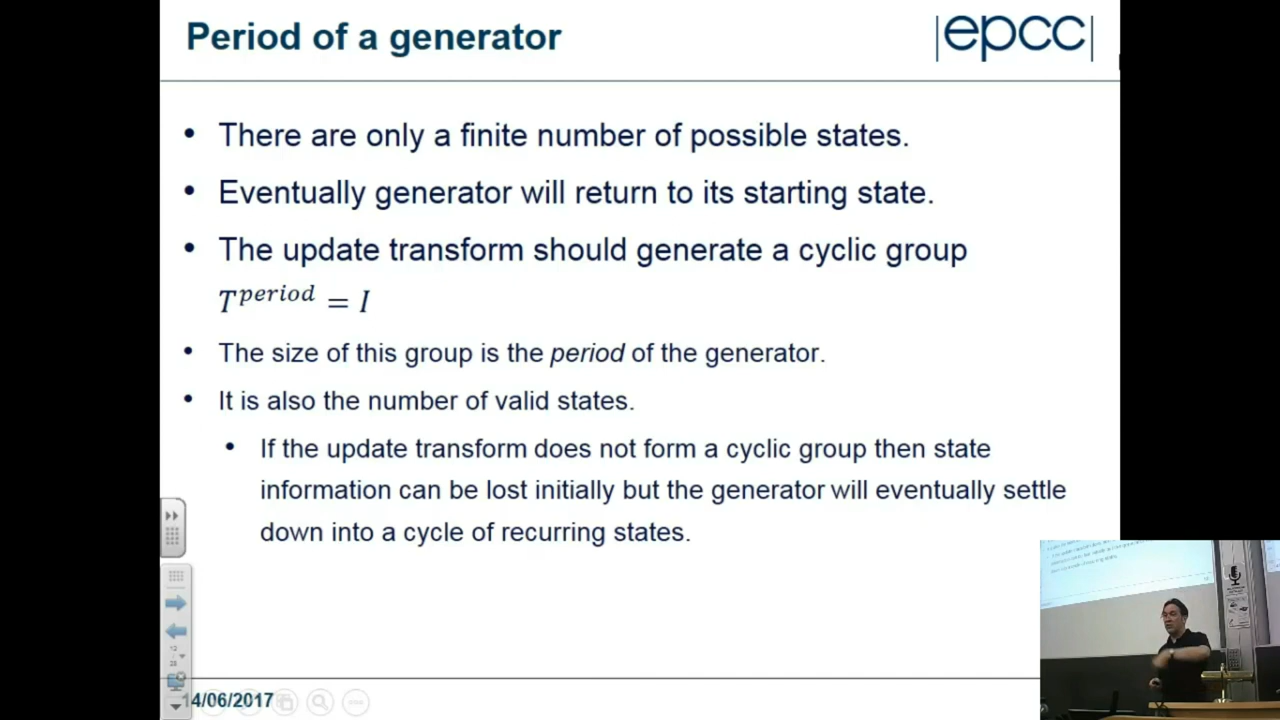 Period of a generator
|epcc|
• There are only a finite number of possible states.
• Eventually generator will return to its starting state.
• The update transform should generate a cyclic group
T^period = I
• The size of this group is the period of the generator.
• It is also the number of valid states.
• If the update transform does not form a cyclic group then state
information can be lost initially but the generator will eventually settle
down into a cycle of recurring states.
14/06/2017